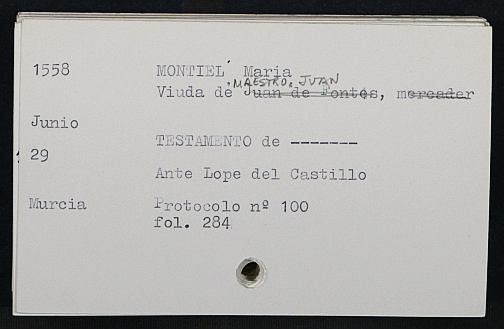 1558 MONTIEL Maria
.MAESTRO. JUAN
Viuda de Juan de Fontes, mercader
Junio
TESTAMENTO de -------
29
Ante Lope del Castillo
Murcia Protocolo nº 100
fol. 284